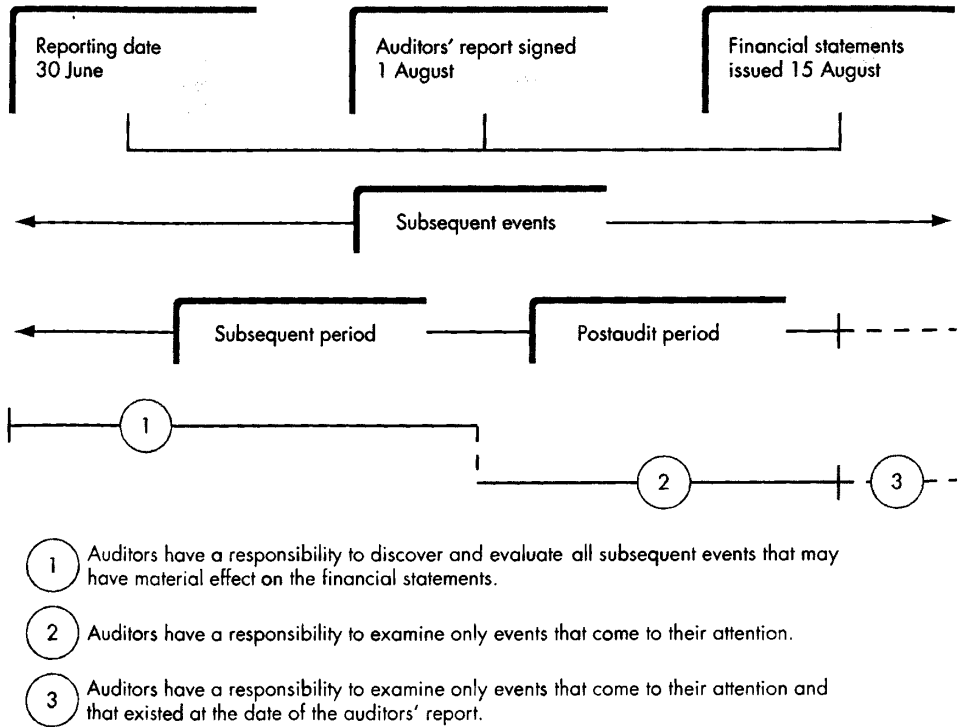 Reporting date
30 June
Auditors' report signed
1 August
Financial statements
issued 15 August
Subsequent events
Subsequent period
Postaudit period
1
2
3
1 Auditors have a responsibility to discover and evaluate all subsequent events that may
have material effect on the financial statements.
2 Auditors have a responsibility to examine only events that come to their attention.
3 Auditors have a responsibility to examine only events that come to their attention and
that existed at the date of the auditors' report.